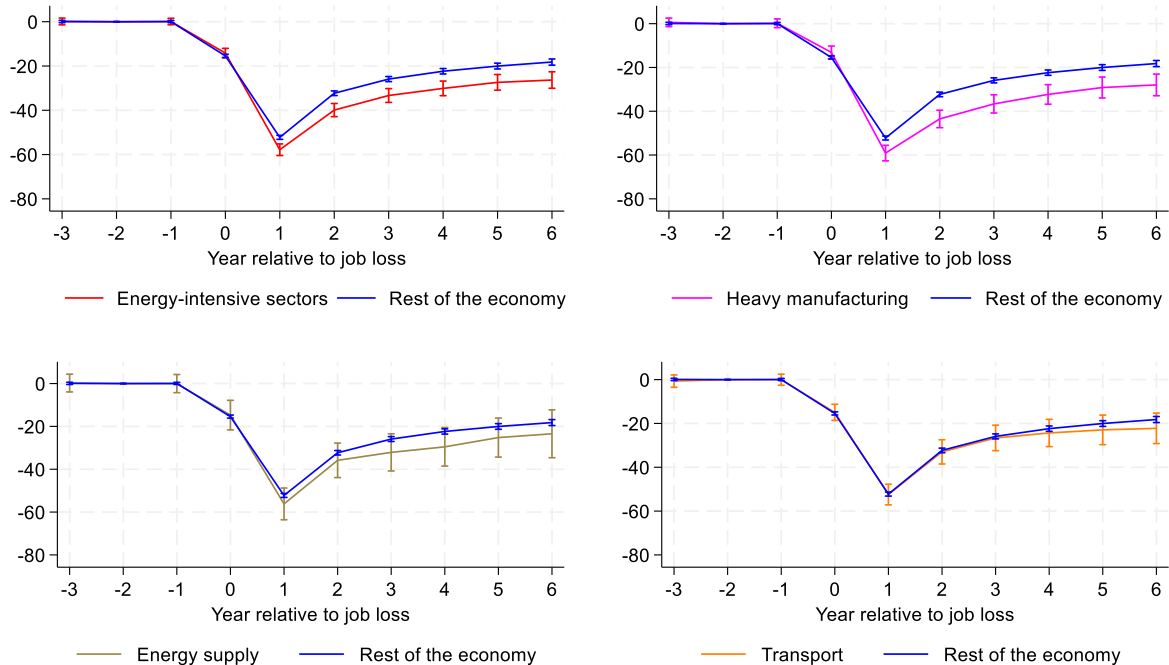 0
-20
-40
-60
-80
-3 -2 -1 0 1 2 3 4 5 6
Year relative to job loss
Energy-intensive sectors Rest of the economy
0
-20
-40
-60
-80
-3 -2 -1 0 1 2 3 4 5 6
Year relative to job loss
Heavy manufacturing Rest of the economy
0
-20
-40
-60
-80
-3 -2 -1 0 1 2 3 4 5 6
Year relative to job loss
Energy supply Rest of the economy
0
-20
-40
-60
-80
-3 -2 -1 0 1 2 3 4 5 6
Year relative to job loss
Transport Rest of the economy